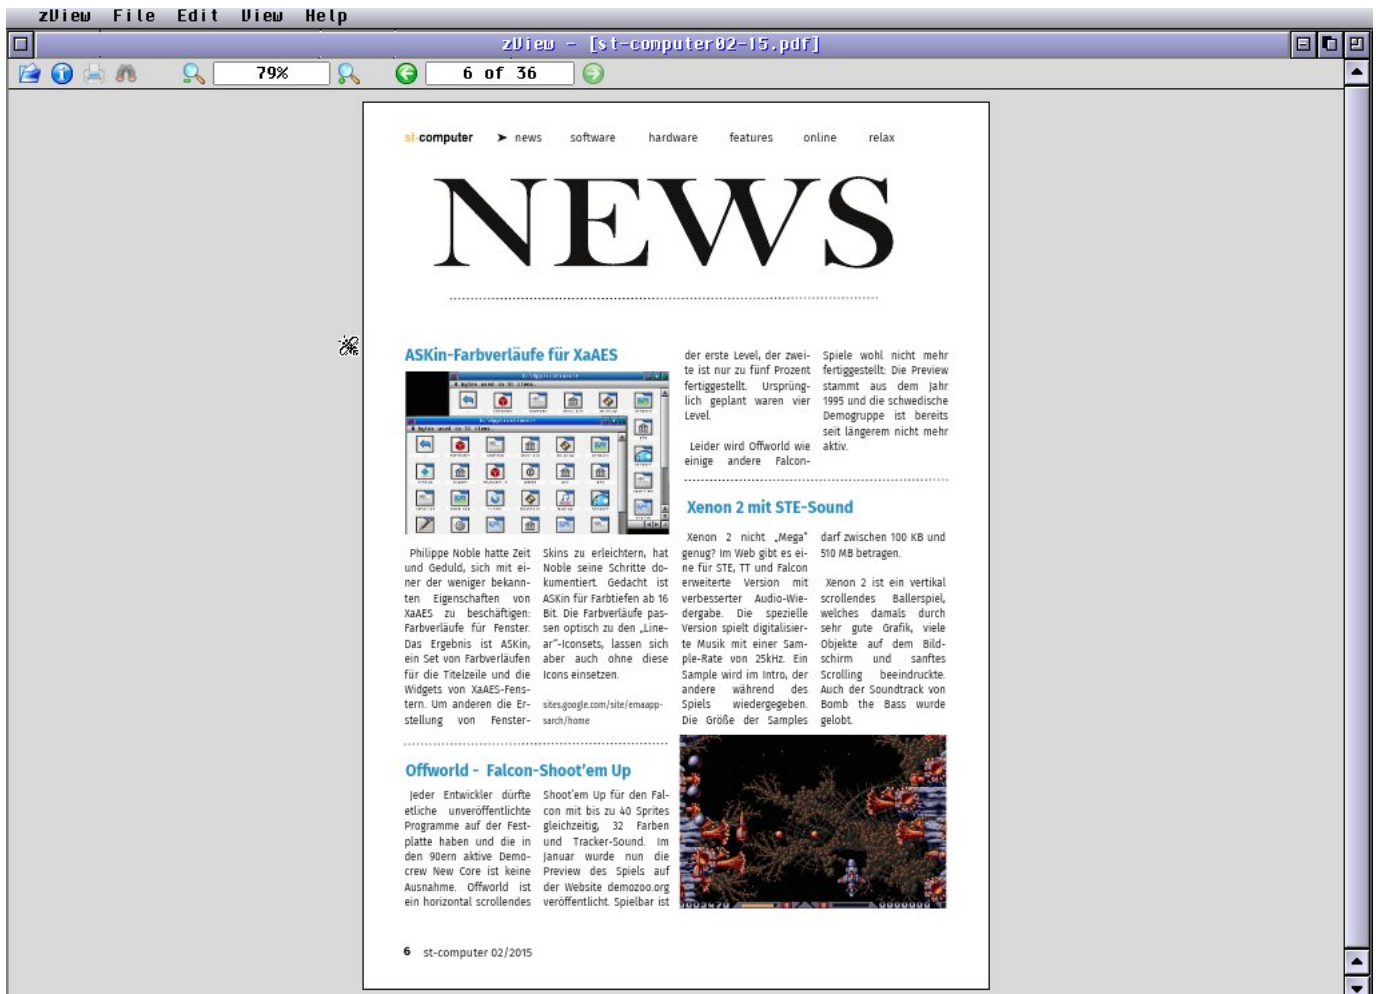 zView File Edit View Help
zView - [st-computer02-15.pdf]
79%
6 of 36
st-computer ➤ news software hardware features online relax
NEWS
ASKin-Farbverläufe für XaAES
Philippe Noble hatte Zeit
und Geduld, sich mit ei-
ner der weniger bekann-
ten Eigenschaften von
XaAES zu beschäftigen:
Farbverläufe für Fenster.
Das Ergebnis ist ASKin,
ein Set von Farbverläufen
für die Titelzeile und die
Widgets von XaAES-Fens-
tern. Um anderen die Er-
stellung von Fenster-
Skins zu erleichtern, hat
Noble seine Schritte do-
kumentiert. Gedacht ist
ASKin für Farbtiefen ab 16
Bit. Die Farbverläufe pas-
sen optisch zu den „Line-
ar“-Iconsets, lassen sich
aber auch ohne diese
Icons einsetzen.
sites.google.com/site/emaapp-
sarch/home
Offworld - Falcon-Shoot'em Up
Jeder Entwickler dürfte
etliche unveröffentlichte
Programme auf der Fest-
platte haben und die in
den 90ern aktive Demo-
crew New Core ist keine
Ausnahme. Offworld ist
ein horizontal scrollendes
Shoot'em Up für den Fal-
con mit bis zu 40 Sprites
gleichzeitig, 32 Farben
und Tracker-Sound. Im
Januar wurde nun die
Preview des Spiels auf
der Website demozoo.org
veröffentlicht. Spielbar ist
der erste Level, der zwei-
te ist nur zu fünf Prozent
fertiggestellt. Ursprüng-
lich geplant waren vier
Level.
Leider wird Offworld wie
einige andere Falcon-
Spiele wohl nicht mehr
fertiggestellt: Die Preview
stammt aus dem Jahr
1995 und die schwedische
Demogruppe ist bereits
seit längerem nicht mehr
aktiv.
Xenon 2 mit STE-Sound
Xenon 2 nicht „Mega“
genug? Im Web gibt es ei-
ne für STE, TT und Falcon
erweiterte Version mit
verbesserter Audio-Wie-
dergabe. Die spezielle
Version spielt digitalisier-
te Musik mit einer Sam-
ple-Rate von 25kHz. Ein
Sample wird im Intro, der
andere während des
Spiels wiedergegeben.
Die Größe der Samples
darf zwischen 100 KB und
510 MB betragen.
Xenon 2 ist ein vertikal
scrollendes Ballerspiel,
welches damals durch
sehr gute Grafik, viele
Objekte auf dem Bild-
schirm und sanftes
Scrolling beeindruckte.
Auch der Soundtrack von
Bomb the Bass wurde
gelobt.
6 st-computer 02/2015